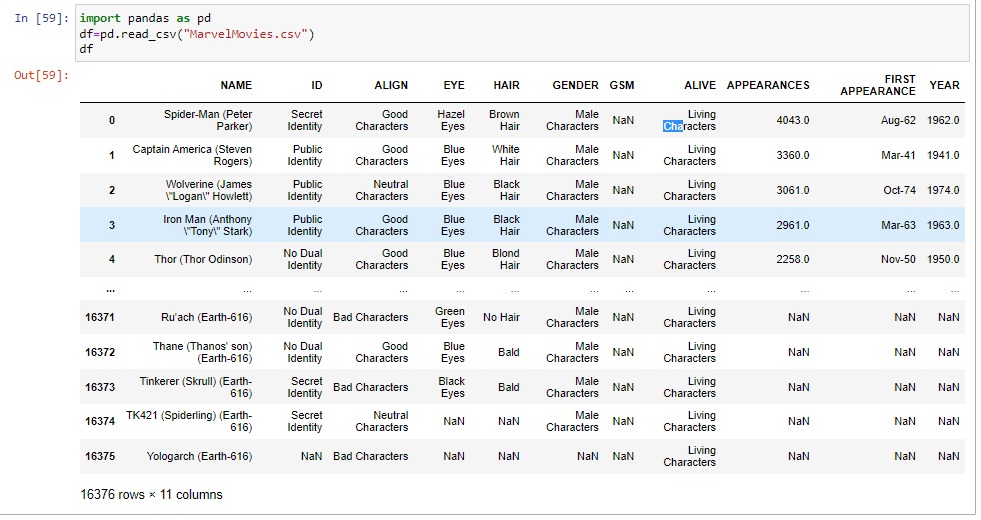 In [59]: import pandas as pd
df=pd.read_csv("MarvelMovies.csv")
df
Out[59]:
NAME ID ALIGN EYE HAIR GENDER GSM ALIVE APPEARANCES FIRST APPEARANCE YEAR
0 Spider-Man (Peter Parker) Secret Identity Good Characters Hazel Eyes Brown Hair Male Characters NaN Living Characters 4043.0 Aug-62 1962.0
1 Captain America (Steven Rogers) Public Identity Good Characters Blue Eyes White Hair Male Characters NaN Living Characters 3360.0 Mar-41 1941.0
2 Wolverine (James \"Logan\" Howlett) Public Identity Neutral Characters Blue Eyes Black Hair Male Characters NaN Living Characters 3061.0 Oct-74 1974.0
3 Iron Man (Anthony \"Tony\" Stark) Public Identity Good Characters Blue Eyes Black Hair Male Characters NaN Living Characters 2961.0 Mar-63 1963.0
4 Thor (Thor Odinson) No Dual Identity Good Characters Blue Eyes Blond Hair Male Characters NaN Living Characters 2258.0 Nov-50 1950.0
... ... ... ... ... ... ... ... ... ... ... ...
16371 Ru'ach (Earth-616) No Dual Identity Bad Characters Green Eyes No Hair Male Characters NaN Living Characters NaN NaN NaN
16372 Thane (Thanos' son) (Earth-616) No Dual Identity Good Characters Blue Eyes Bald Male Characters NaN Living Characters NaN NaN NaN
16373 Tinkerer (Skrull) (Earth-616) Secret Identity Bad Characters Black Eyes Bald Male Characters NaN Living Characters NaN NaN NaN
16374 TK421 (Spiderling) (Earth-616) Secret Identity Neutral Characters NaN NaN Male Characters NaN Living Characters NaN NaN NaN
16375 Yologarch (Earth-616) NaN Bad Characters NaN NaN NaN NaN Living Characters NaN NaN NaN
16376 rows × 11 columns